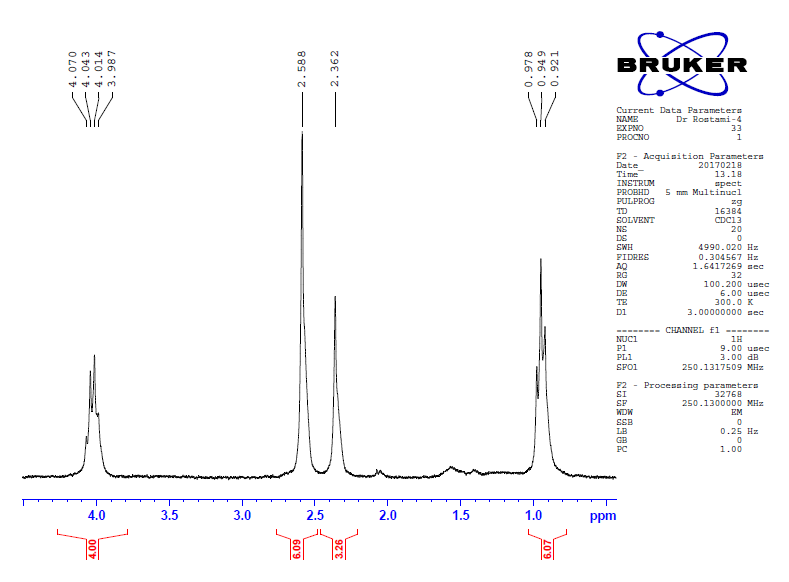 4.070
4.043
4.014
3.987
2.588
2.362
0.978
0.949
0.921
BRUKER
Current Data Parameters
NAME Dr Rostami-4
EXPNO 33
PROCNO 1
F2 - Acquisition Parameters
Date_ 20170218
Time 13.18
INSTRUM spect
PROBHD 5 mm Multinucl
PULPROG zg
TD 16384
SOLVENT CDCl3
NS 20
DS 0
SWH 4990.020 Hz
FIDRES 0.304567 Hz
AQ 1.6417269 sec
RG 32
DW 100.200 usec
DE 6.00 usec
TE 300.0 K
D1 3.00000000 sec
======== CHANNEL f1 ========
NUC1 1H
P1 9.00 usec
PL1 3.00 dB
SFO1 250.1317509 MHz
F2 - Processing parameters
SI 32768
SF 250.1300000 MHz
WDW EM
SSB 0
LB 0.25 Hz
GB 0
PC 1.00
4.0 3.5 3.0 2.5 2.0 1.5 1.0 ppm
4.00 6.09 3.26 6.07